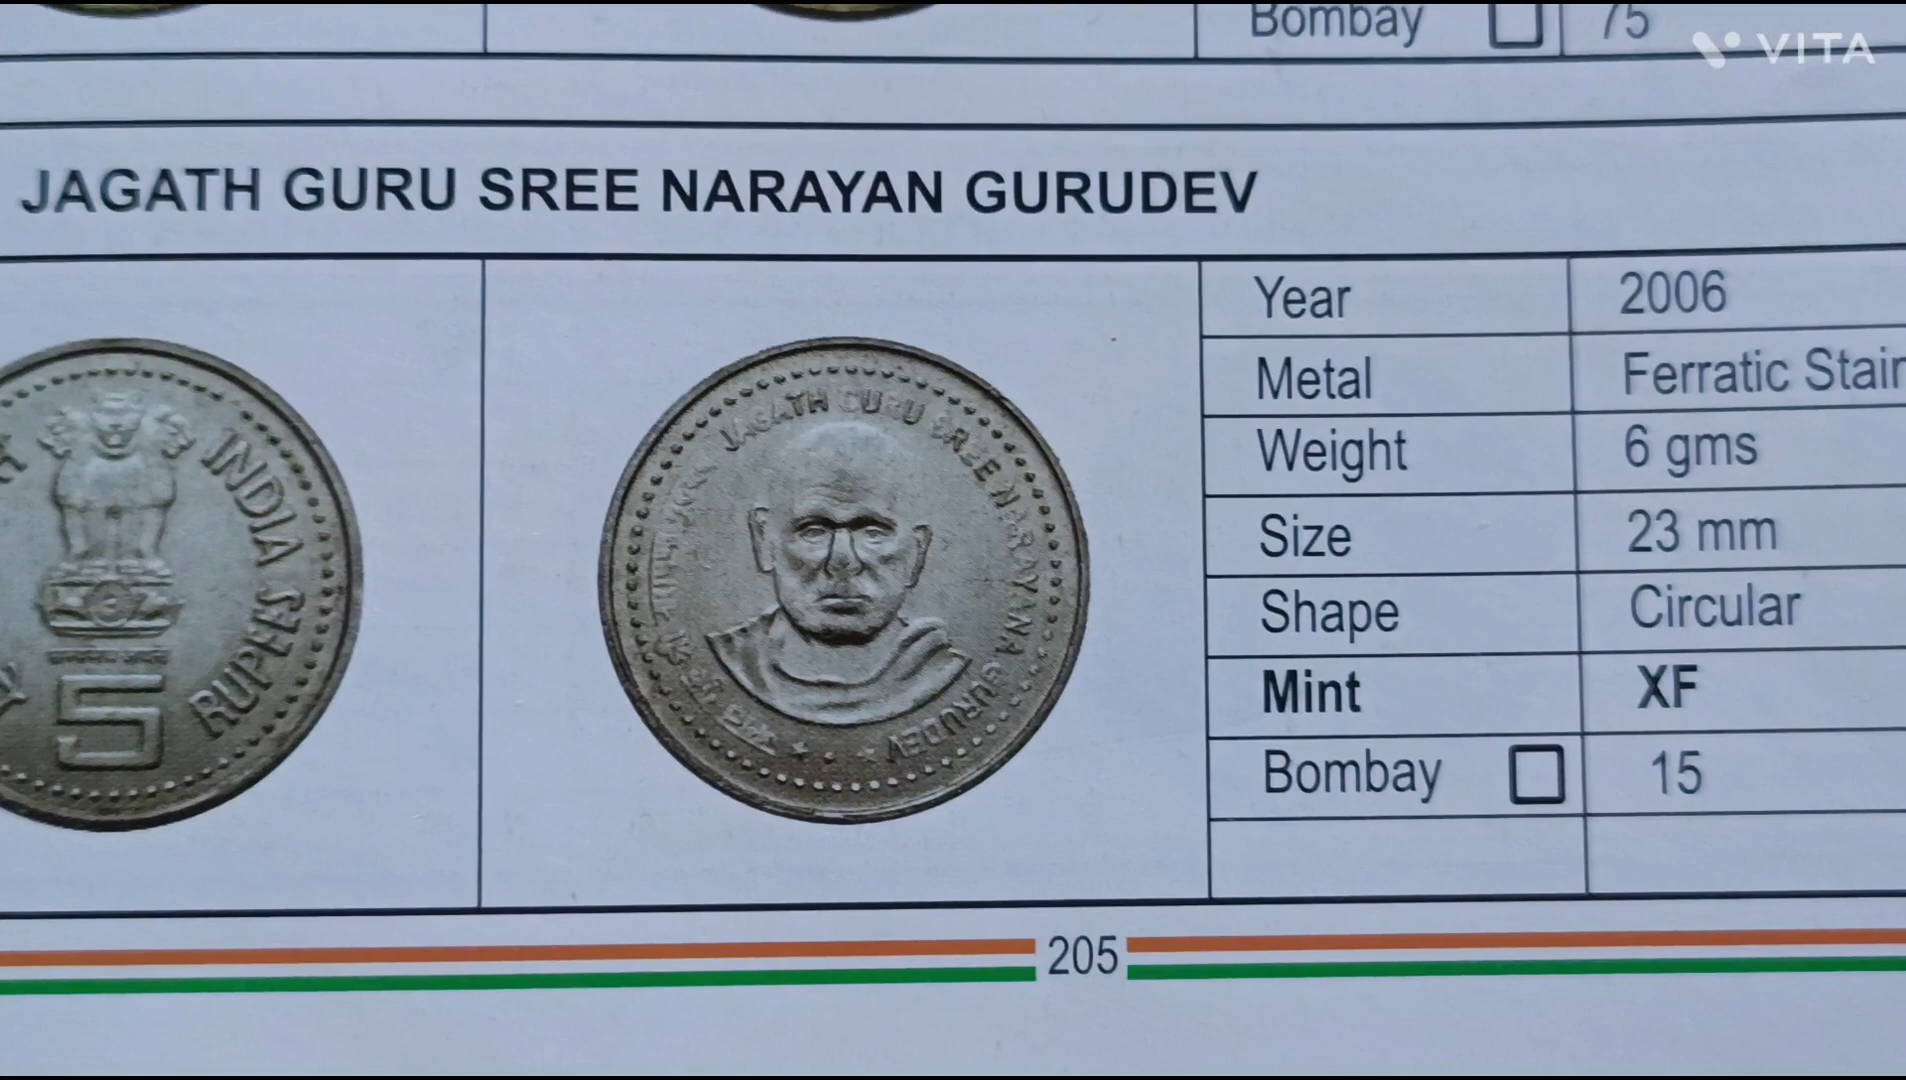 Bombay 75
VITA
JAGATH GURU SREE NARAYAN GURUDEV
INDIA
RUPEES
5
JAGATH GURU SREE NARAYANA GURUDEV
Year 2006
Metal Ferratic
Weight 6 gms
Size 23 mm
Shape Circular
Mint XF
Bombay 15
205